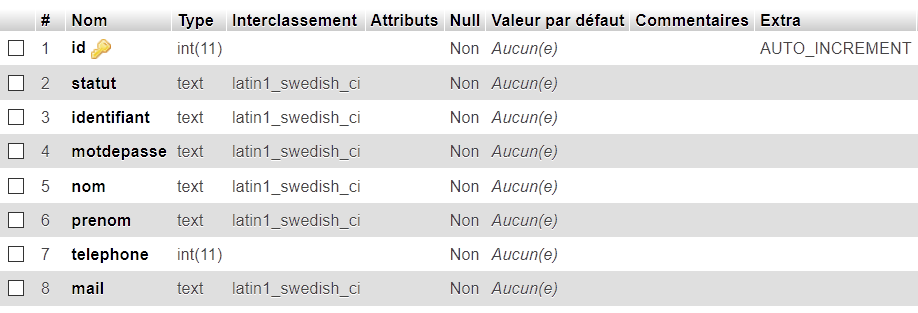 # Nom Type Interclassement Attributs Null Valeur par défaut Commentaires Extra
1 id int(11) Non Aucun(e) AUTO_INCREMENT
2 statut text latin1_swedish_ci Non Aucun(e)
3 identifiant text latin1_swedish_ci Non Aucun(e)
4 motdepasse text latin1_swedish_ci Non Aucun(e)
5 nom text latin1_swedish_ci Non Aucun(e)
6 prenom text latin1_swedish_ci Non Aucun(e)
7 telephone int(11) Non Aucun(e)
8 mail text latin1_swedish_ci Non Aucun(e)